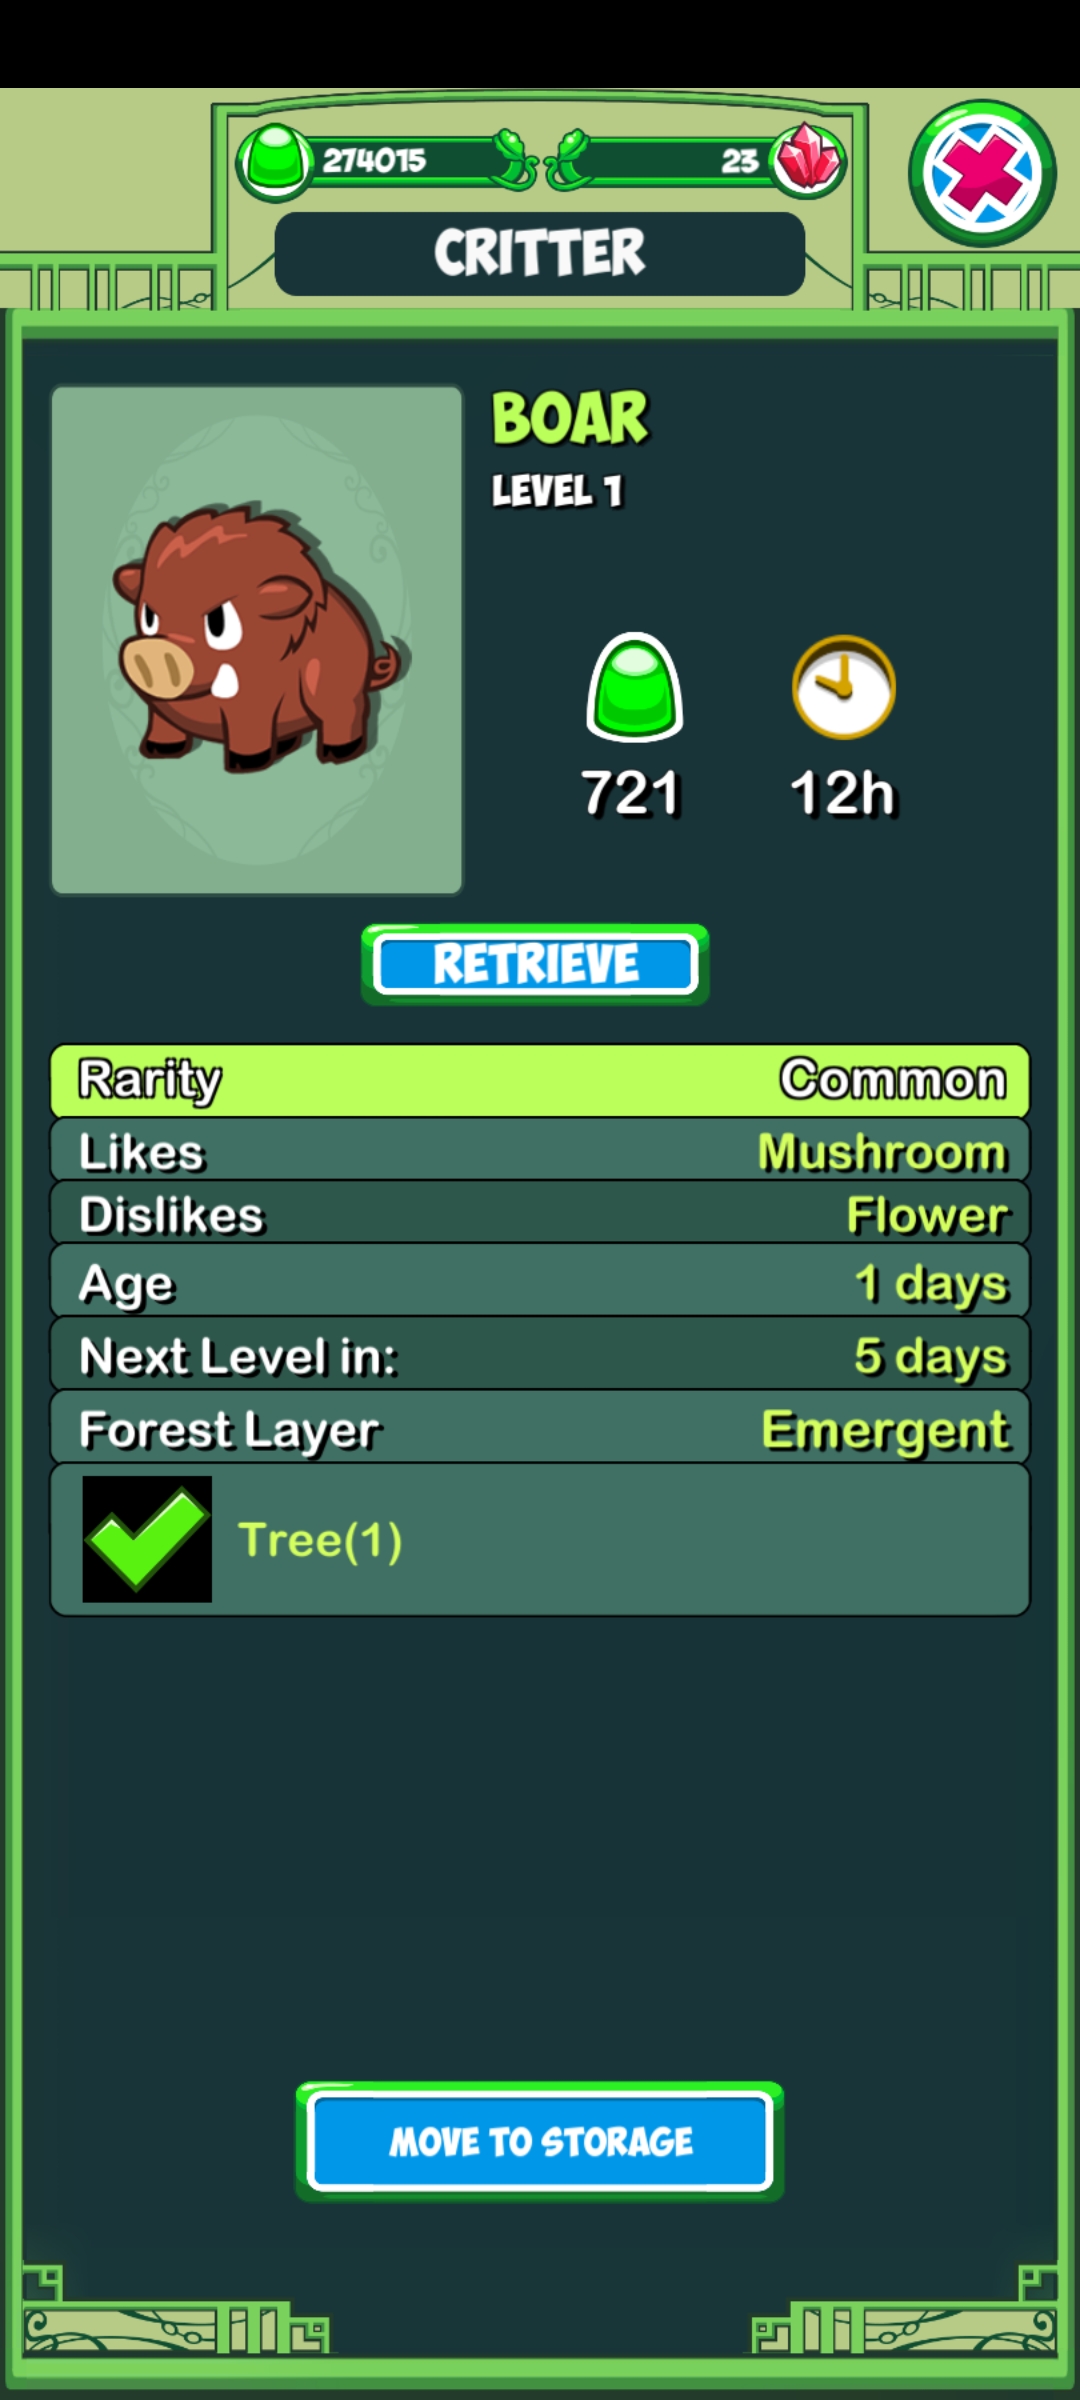 274015
23
CRITTER
BOAR
LEVEL 1
721
12h
RETRIEVE
Rarity Common
Likes Mushroom
Dislikes Flower
Age 1 days
Next Level in: 5 days
Forest Layer Emergent
Tree(1)
MOVE TO STORAGE